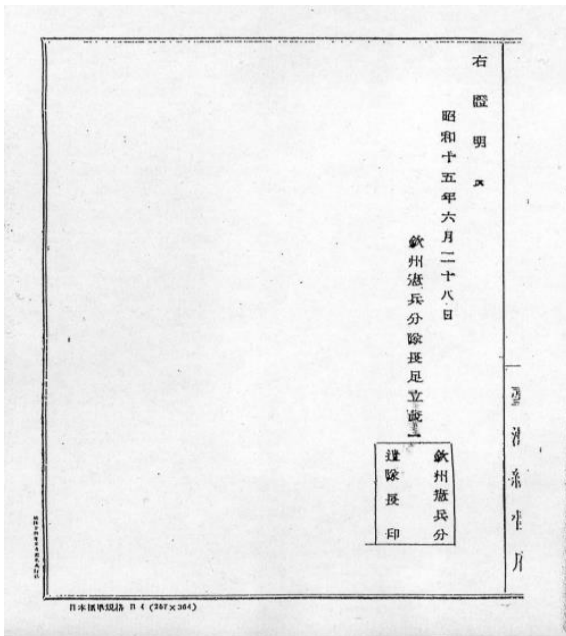 右證明ス
昭和十五年六月二十八日
欽州憲兵分隊長足立
欽州憲兵分
遣隊長印
日本標準規格 B4 (257×364)